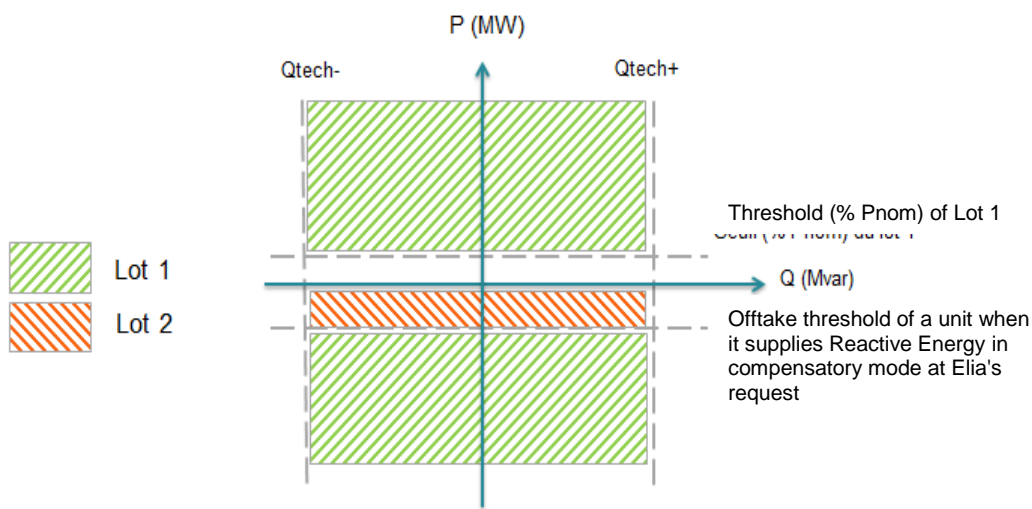 P (MW)
Qtech-
Qtech+
Threshold (% Pnom) of Lot 1
Lot 1
Q (Mvar)
Lot 2
Offtake threshold of a unit when
it supplies Reactive Energy in
compensatory mode at Elia's
request